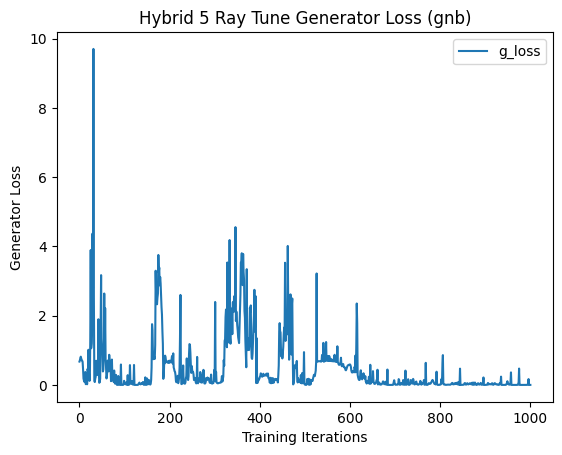 Hybrid 5 Ray Tune Generator Loss (gnb)
g_loss
Generator Loss
10
8
6
4
2
0
0 200 400 600 800 1000
Training Iterations